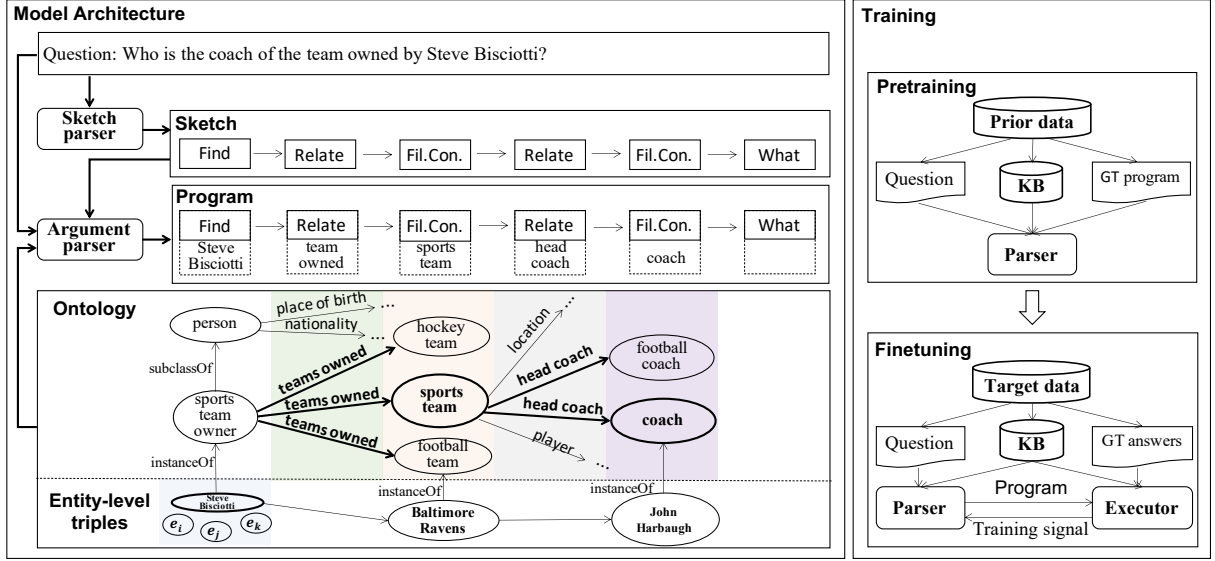 Model Architecture
Question: Who is the coach of the team owned by Steve Bisciotti?
Sketch
parser
Sketch
Find
Relate
Fil.Con.
Relate
Fil.Con.
What
Argument
parser
Program
Find
Relate
Fil.Con.
Relate
Fil.Con.
What
Steve
Bisciotti
team
owned
sports
team
head
coach
coach
Ontology
person
place of birth
...
nationality
...
hockey
team
location
...
football
coach
subclassOf
teams owned
head coach
sports
team
owner
teams owned
sports
team
head coach
coach
teams owned
football
team
player
...
instanceOf
instanceOf
instanceOf
Entity-level
triples
Steve
Bisciotti
e_i
e_j
e_k
Baltimore
Ravens
John
Harbaugh
Training
Pretraining
Prior data
Question
KB
GT program
Parser
Finetuning
Target data
Question
KB
GT answers
Parser
Program
Executor
Training signal